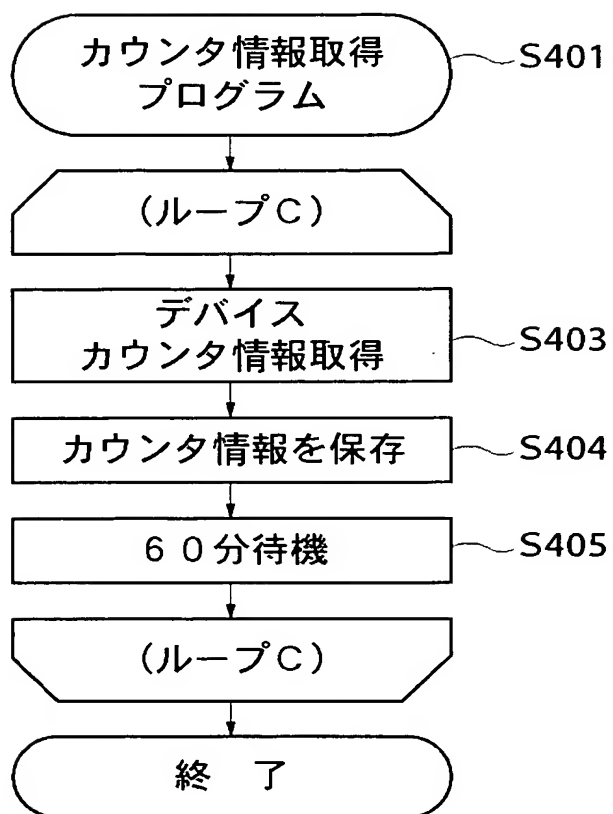 カウンタ情報取得
プログラム
S401
(ループC)
デバイス
カウンタ情報取得
S403
カウンタ情報を保存
S404
60分待機
S405
(ループC)
終 了